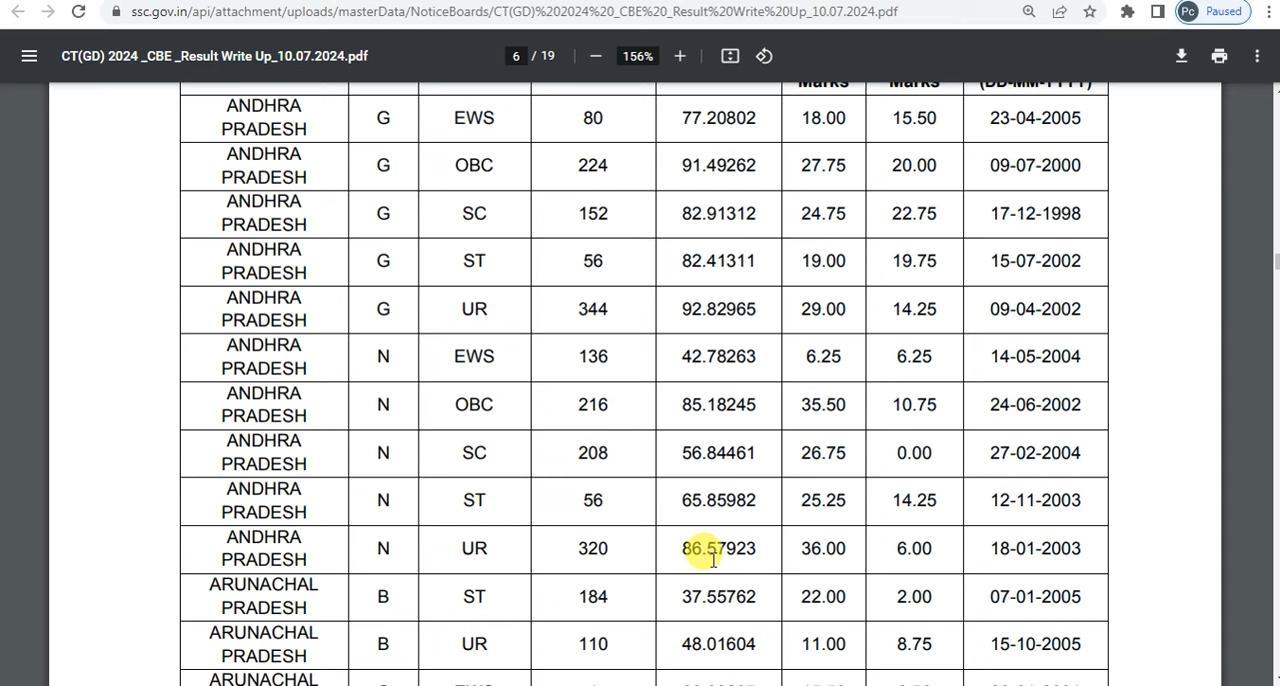 ssc.gov.in/api/attachment/uploads/masterData/NoticeBoards/CT(GD)%202024%20_CBE%20_Result%20Write%20Up_10.07.2024.pdf
Pc Paused
CT(GD) 2024 _CBE _Result Write Up_10.07.2024.pdf
6 / 19
156%
Marks Marks (DD-MM-YYYY)
ANDHRA
PRADESH G EWS 80 77.20802 18.00 15.50 23-04-2005
ANDHRA
PRADESH G OBC 224 91.49262 27.75 20.00 09-07-2000
ANDHRA
PRADESH G SC 152 82.91312 24.75 22.75 17-12-1998
ANDHRA
PRADESH G ST 56 82.41311 19.00 19.75 15-07-2002
ANDHRA
PRADESH G UR 344 92.82965 29.00 14.25 09-04-2002
ANDHRA
PRADESH N EWS 136 42.78263 6.25 6.25 14-05-2004
ANDHRA
PRADESH N OBC 216 85.18245 35.50 10.75 24-06-2002
ANDHRA
PRADESH N SC 208 56.84461 26.75 0.00 27-02-2004
ANDHRA
PRADESH N ST 56 65.85982 25.25 14.25 12-11-2003
ANDHRA
PRADESH N UR 320 86.57923 36.00 6.00 18-01-2003
ARUNACHAL
PRADESH B ST 184 37.55762 22.00 2.00 07-01-2005
ARUNACHAL
PRADESH B UR 110 48.01604 11.00 8.75 15-10-2005
ARUNACHAL